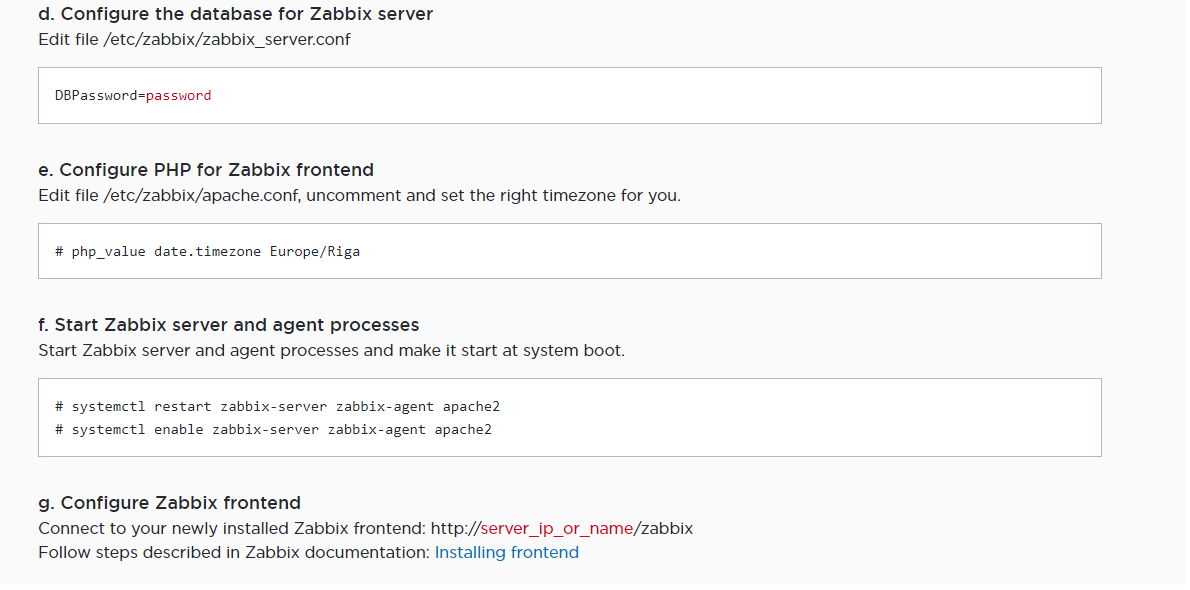 d. Configure the database for Zabbix server
Edit file /etc/zabbix/zabbix_server.conf
DBPassword=password
e. Configure PHP for Zabbix frontend
Edit file /etc/zabbix/apache.conf, uncomment and set the right timezone for you.
# php_value date.timezone Europe/Riga
f. Start Zabbix server and agent processes
Start Zabbix server and agent processes and make it start at system boot.
# systemctl restart zabbix-server zabbix-agent apache2
# systemctl enable zabbix-server zabbix-agent apache2
g. Configure Zabbix frontend
Connect to your newly installed Zabbix frontend: http://server_ip_or_name/zabbix
Follow steps described in Zabbix documentation: Installing frontend